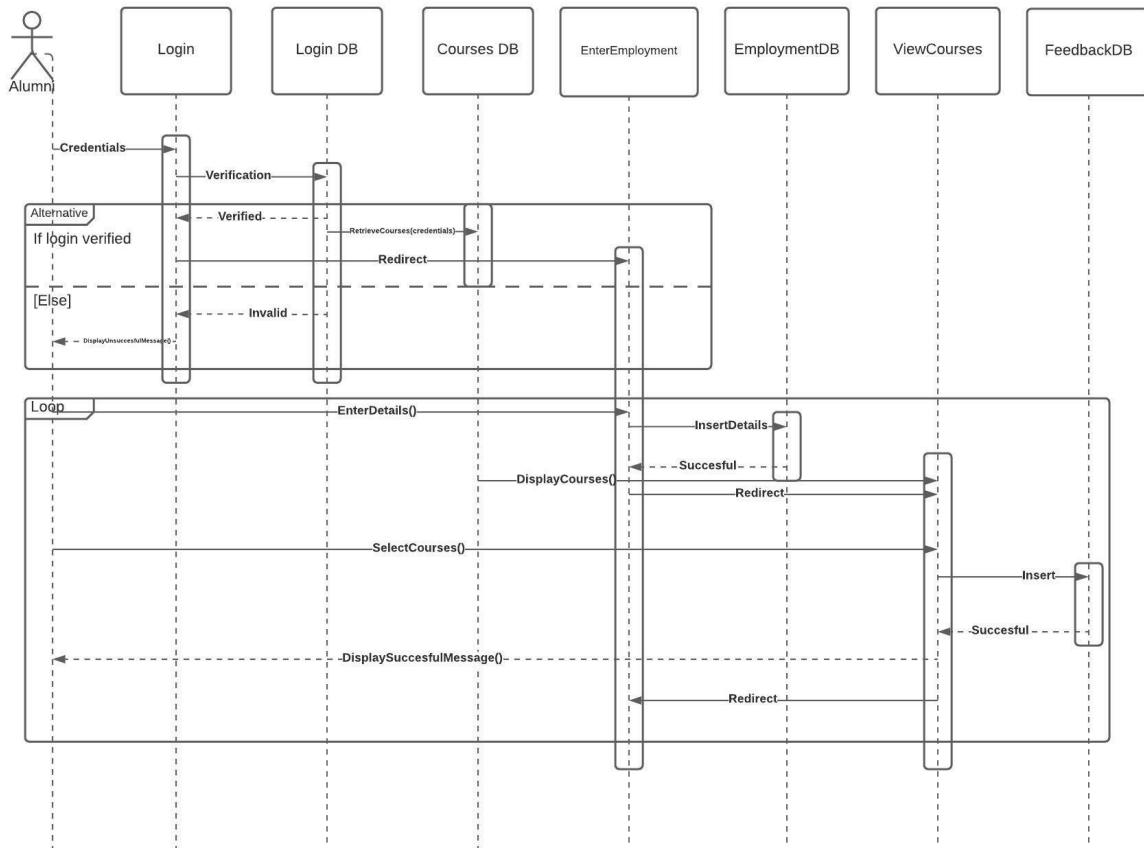 Alumni
Login
Login DB
Courses DB
EnterEmployment
EmploymentDB
ViewCourses
FeedbackDB
Credentials
Verification
Alternative
Verified
If login verified
RetrieveCourses(credentials)
Redirect
[Else]
Invalid
DisplayUnsuccesfulMessage()
Loop
EnterDetails()
InsertDetails
Succesful
DisplayCourses()
Redirect
SelectCourses()
Insert
Succesful
DisplaySuccesfulMessage()
Redirect